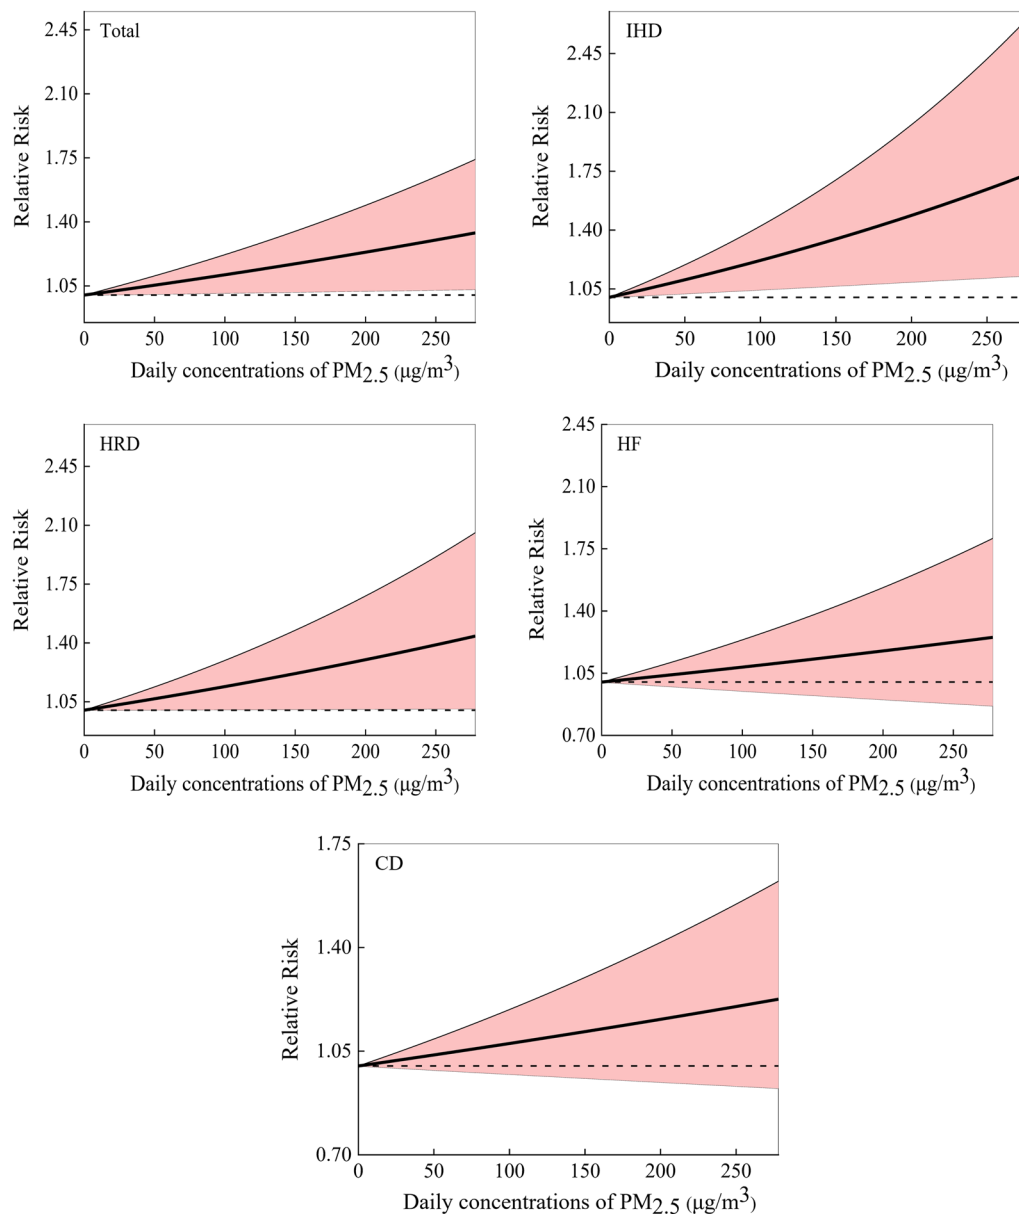 Total
Relative Risk
2.45
2.10
1.75
1.40
1.05
0 50 100 150 200 250
Daily concentrations of PM2.5 (μg/m3)
IHD
Relative Risk
2.45
2.10
1.75
1.40
1.05
0 50 100 150 200 250
Daily concentrations of PM2.5 (μg/m3)
HRD
Relative Risk
2.45
2.10
1.75
1.40
1.05
0 50 100 150 200 250
Daily concentrations of PM2.5 (μg/m3)
HF
Relative Risk
2.45
2.10
1.75
1.40
1.05
0.70
0 50 100 150 200 250
Daily concentrations of PM2.5 (μg/m3)
CD
Relative Risk
1.75
1.40
1.05
0.70
0 50 100 150 200 250
Daily concentrations of PM2.5 (μg/m3)